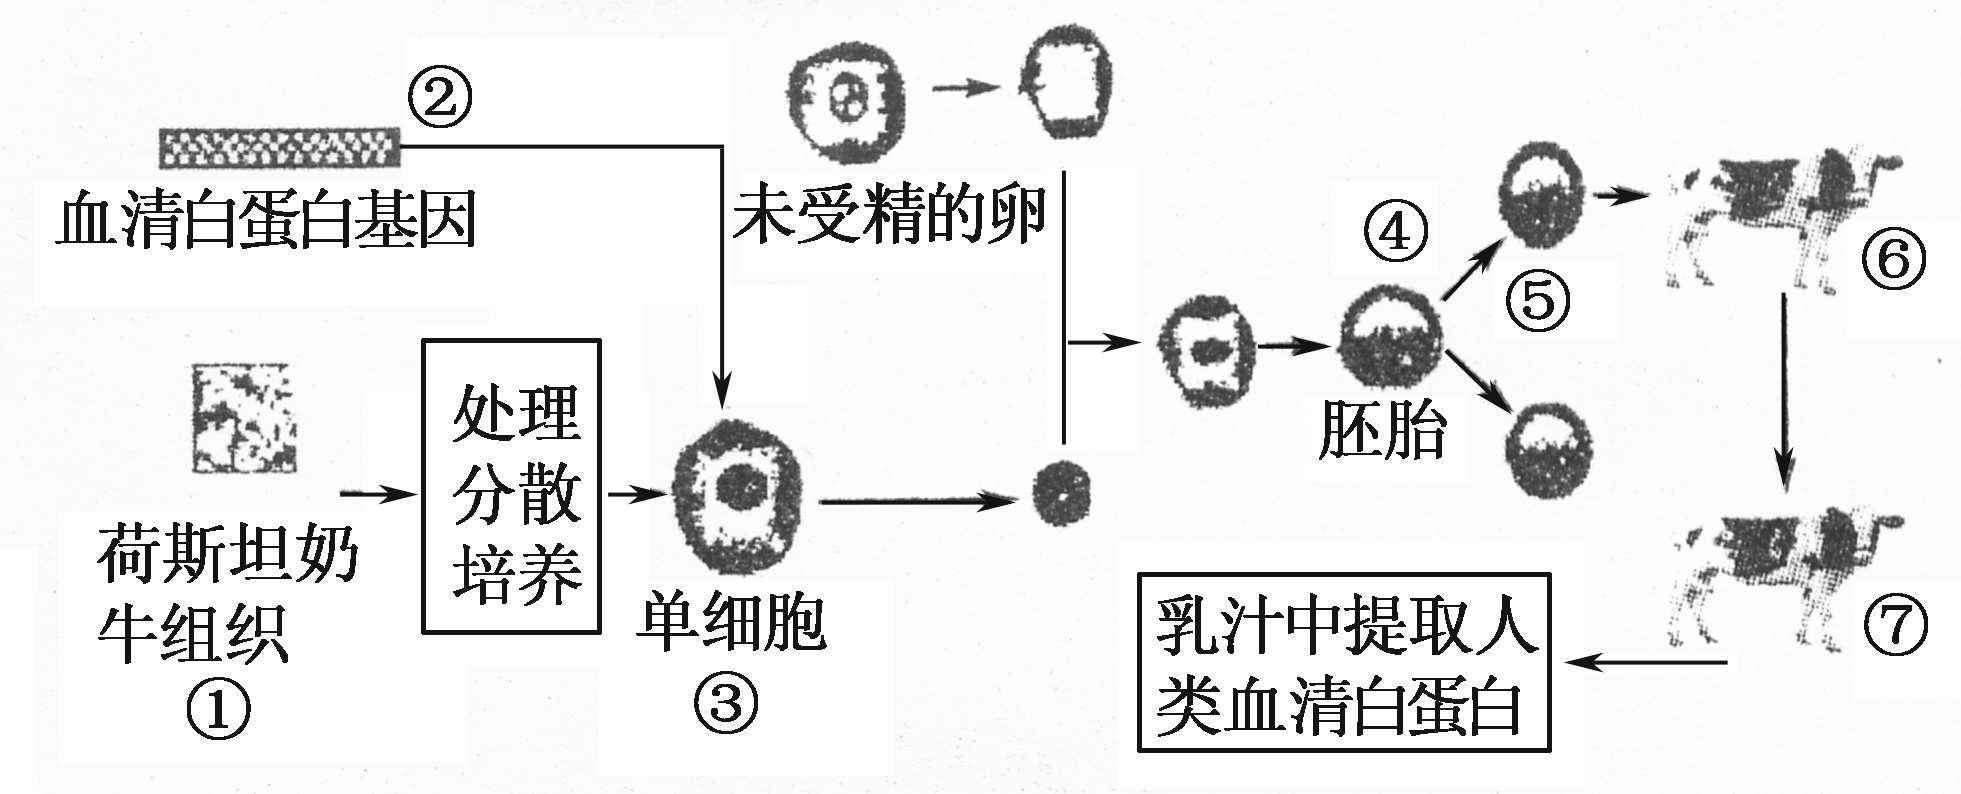 ②
血清白蛋白基因
未受精的卵
④
⑤
⑥
处理
分散
培养
胚胎
荷斯坦奶
牛组织
①
单细胞
③
乳汁中提取人
类血清白蛋白
⑦